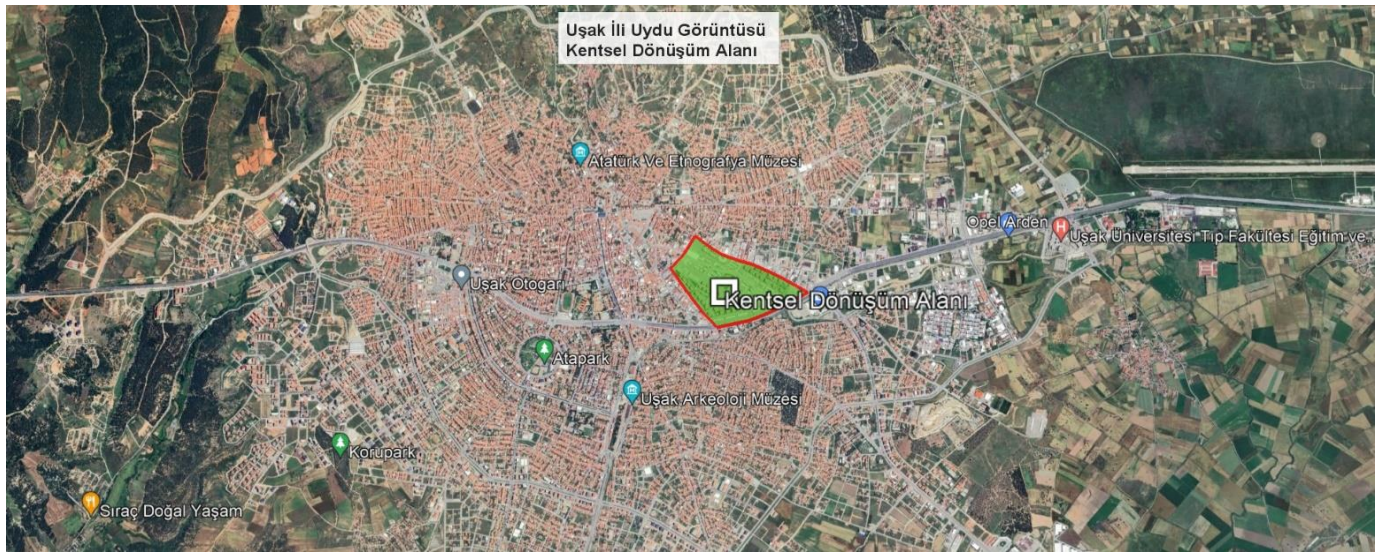 Uşak İli Uydu Görüntüsü
Kentsel Dönüşüm Alanı
Atatürk Ve Etnografya Müzesi
Opel Arden
Uşak Üniversitesi Tıp Fakültesi Eğitim ve...
Uşak Otogarı
Kentsel Dönüşüm Alanı
Atapark
Uşak Arkeoloji Müzesi
Korupark
Sıraç Doğal Yaşam